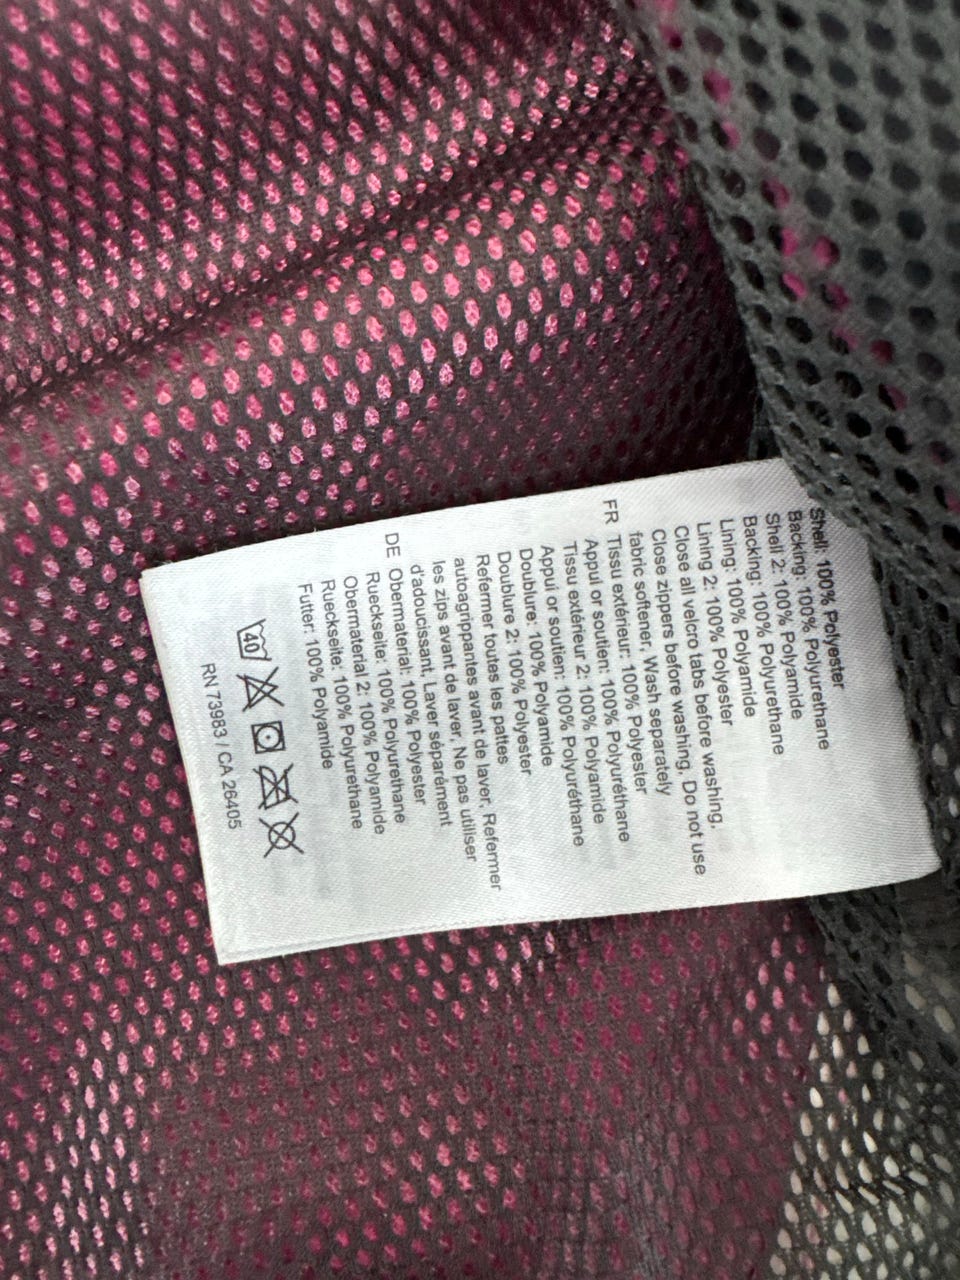 Shell: 100% Polyester
Backing: 100% Polyurethane
Shell 2: 100% Polyamide
Backing: 100% Polyurethane
Lining: 100% Polyamide
Lining 2: 100% Polyester
Close all velcro tabs before washing,
Close zippers before washing, Do not use
fabric softener, Wash separately
FR Tissu extérieur: 100% Polyester
Appui or soutien: 100% Polyuréthane
Tissu extérieur 2: 100% Polyamide
Appui or soutien: 100% Polyuréthane
Doublure: 100% Polyamide
Doublure 2: 100% Polyester
Refermer toutes les pattes
autoagrippantes avant de laver, Refermer
les zips avant de laver, Ne pas utiliser
d'adoucissant, Laver séparément
DE Obermaterial: 100% Polyester
Rueckseite: 100% Polyurethane
Obermaterial 2: 100% Polyamide
Rueckseite: 100% Polyurethane
Futter: 100% Polyamide
40
RN 73983 / CA 26405